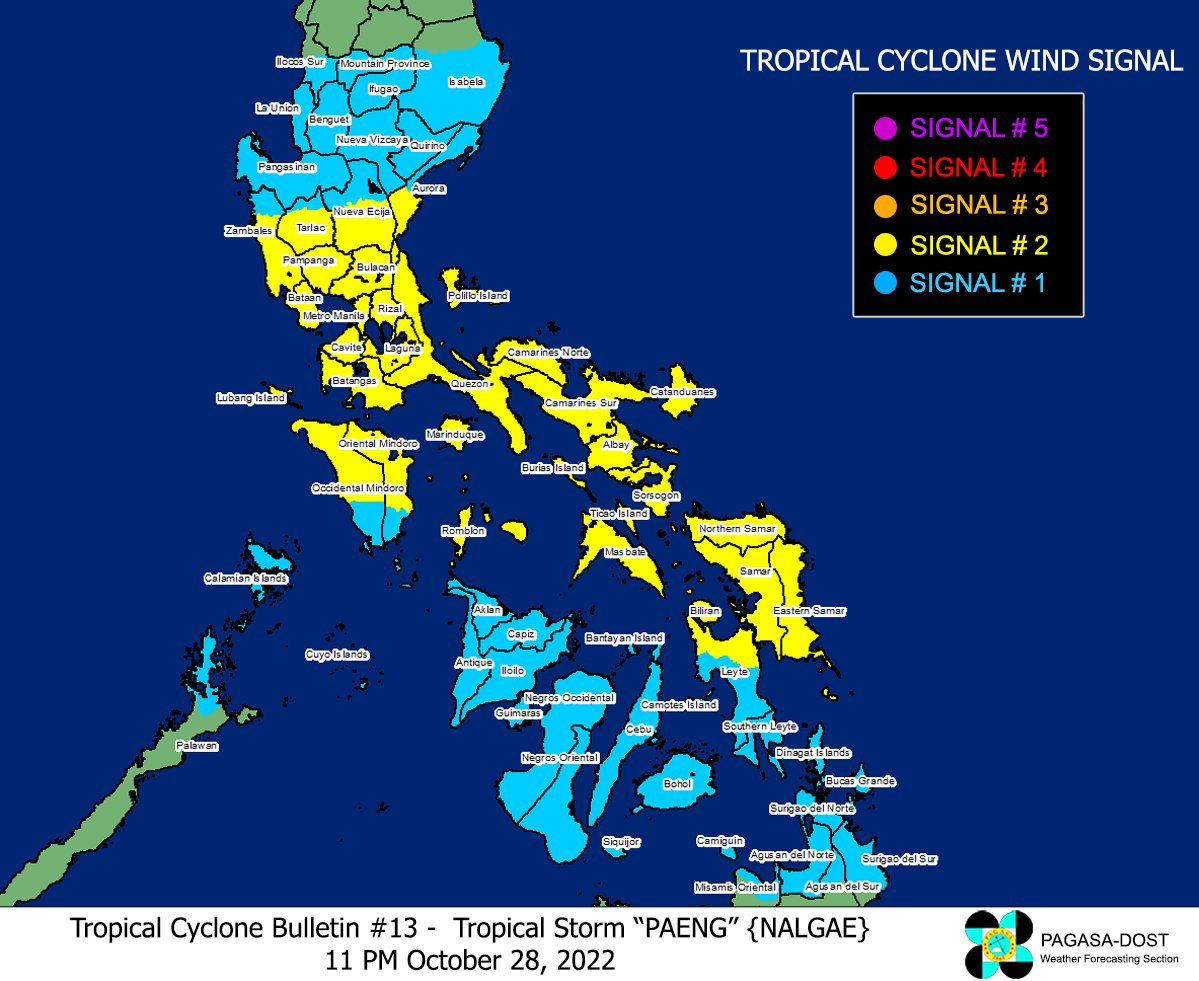 TROPICAL CYCLONE WIND SIGNAL
SIGNAL # 5
SIGNAL # 4
SIGNAL # 3
SIGNAL # 2
SIGNAL # 1
Ilocos Sur
Mountain Province
Isabela
Ifugao
La Union
Benguet
Nueva Vizcaya
Quirino
Pangasinan
Aurora
Nueva Ecija
Zambales
Tarlac
Pampanga
Bulacan
Bataan
Polillo Island
Metro Manila
Rizal
Cavite
Laguna
Camarines Norte
Batangas
Quezon
Lubang Island
Camarines Sur
Catanduanes
Marinduque
Oriental Mindoro
Albay
Burias Island
Occidental Mindoro
Sorsogon
Ticao Island
Romblon
Northern Samar
Masbate
Samar
Calamian Islands
Aklan
Biliran
Eastern Samar
Capiz
Bantayan Island
Cuyo Islands
Antique
Iloilo
Leyte
Negros Occidental
Camotes Island
Guimaras
Cebu
Southern Leyte
Palawan
Negros Oriental
Dinagat Islands
Bohol
Bucas Grande
Surigao del Norte
Siquijor
Camiguin
Agusan del Norte
Surigao del Sur
Misamis Oriental
Agusan del Sur
Tropical Cyclone Bulletin #13 - Tropical Storm “PAENG” {NALGAE}
11 PM October 28, 2022
PAGASA-DOST
Weather Forecasting Section